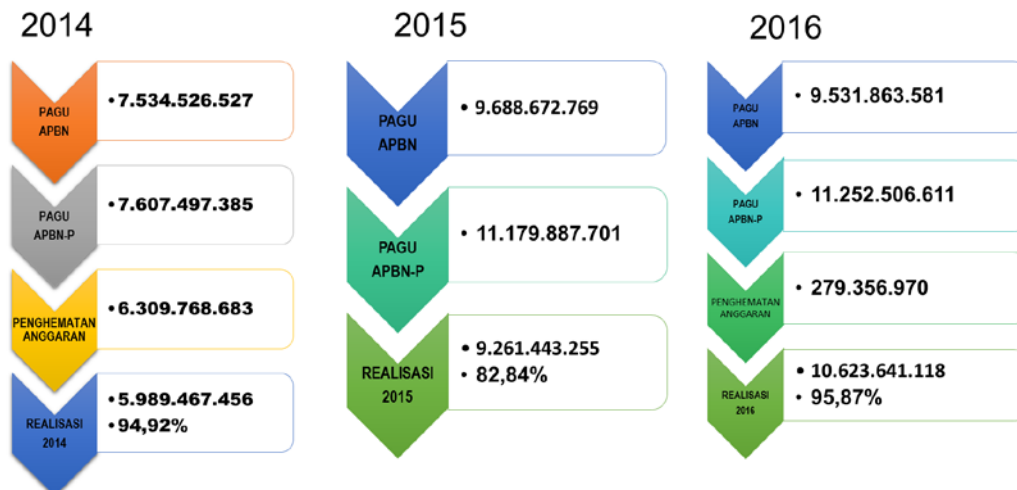 2014
PAGU
APBN
• 7.534.526.527
PAGU
APBN-P
• 7.607.497.385
PENGHEMATAN
ANGGARAN
• 6.309.768.683
REALISASI
2014
• 5.989.467.456
• 94,92%
2015
PAGU
APBN
• 9.688.672.769
PAGU
APBN-P
• 11.179.887.701
REALISASI
2015
• 9.261.443.255
• 82,84%
2016
PAGU
APBN
• 9.531.863.581
PAGU
APBN-P
• 11.252.506.611
PENGHEMATAN
ANGGARAN
• 279.356.970
REALISASI
2016
• 10.623.641.118
• 95,87%